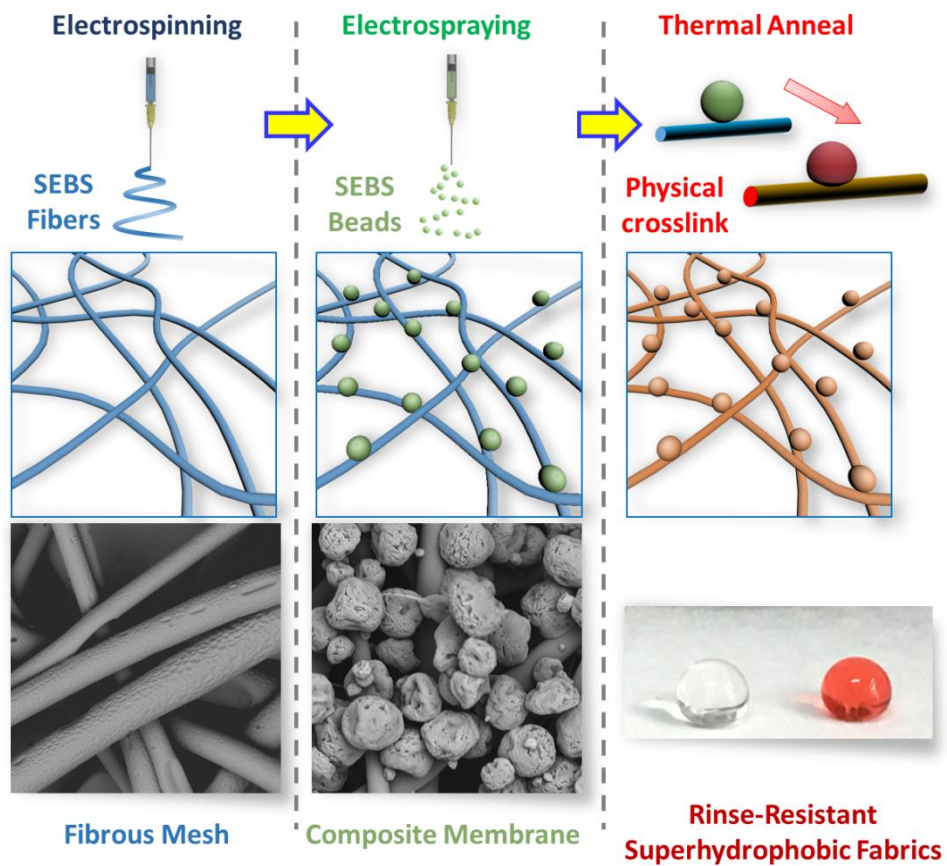 Electrospinning
Electrospraying
Thermal Anneal
SEBS
Fibers
SEBS
Beads
Physical
crosslink
Fibrous Mesh
Composite Membrane
Rinse-Resistant
Superhydrophobic Fabrics